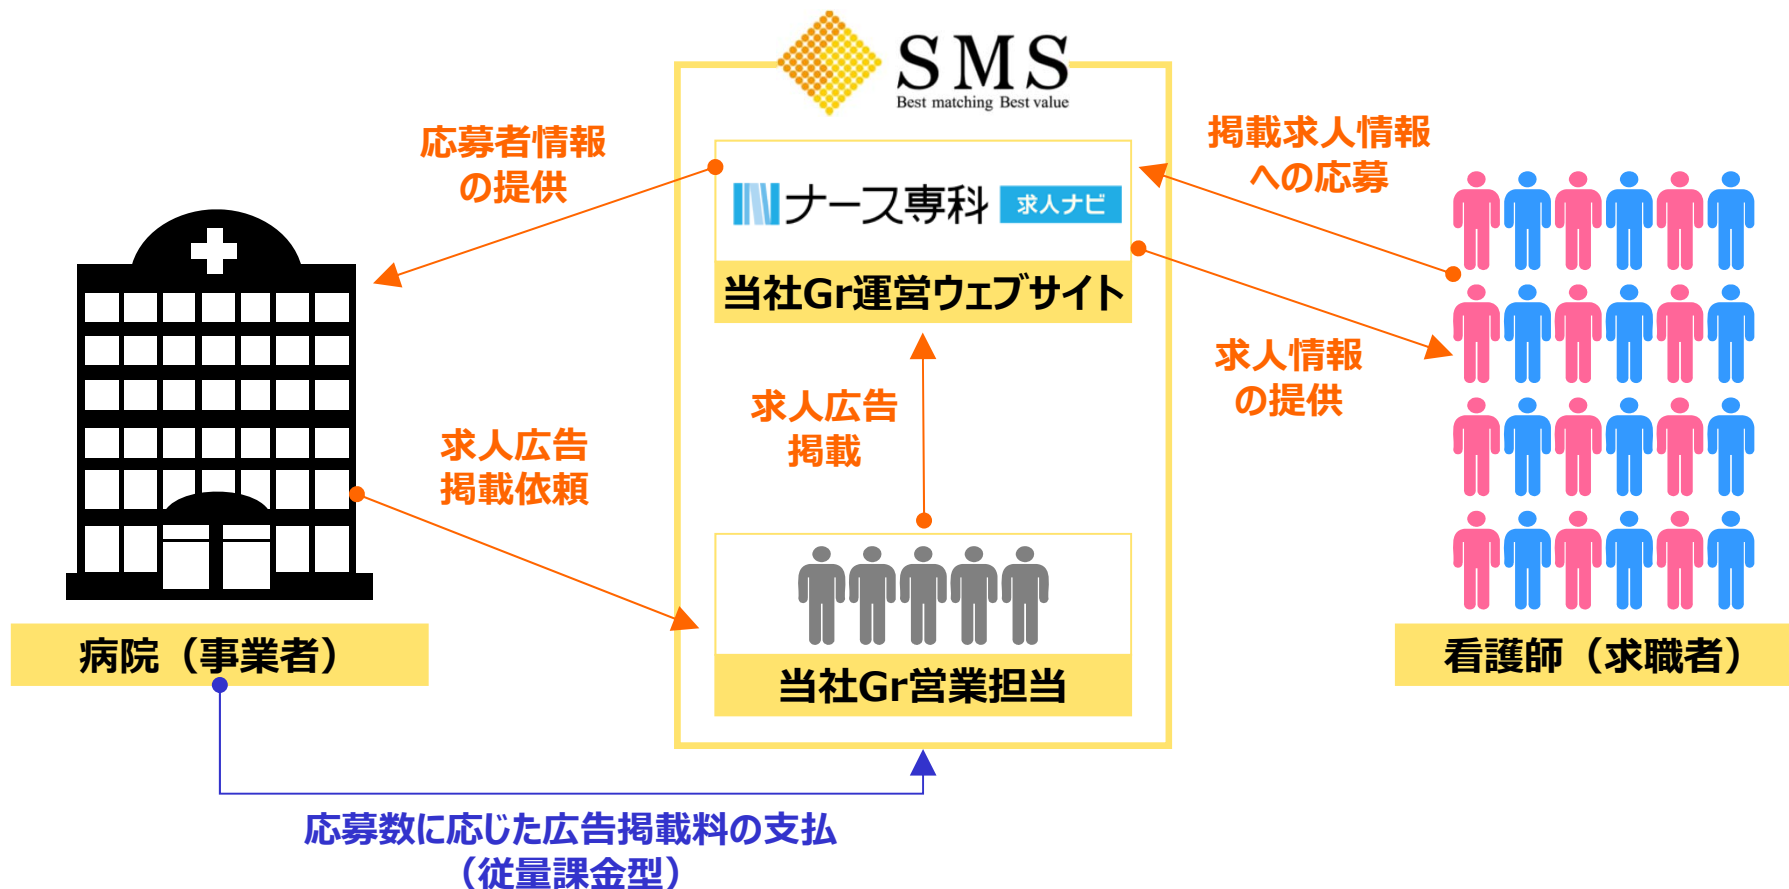 SMS
Best matching Best value
応募者情報
の提供
掲載求人情報
への応募
ナース専科 求人ナビ
当社Gr運営ウェブサイト
求人情報
の提供
求人広告
掲載
求人広告
掲載依頼
病院（事業者）
当社Gr営業担当
看護師（求職者）
応募数に応じた広告掲載料の支払
（従量課金型）